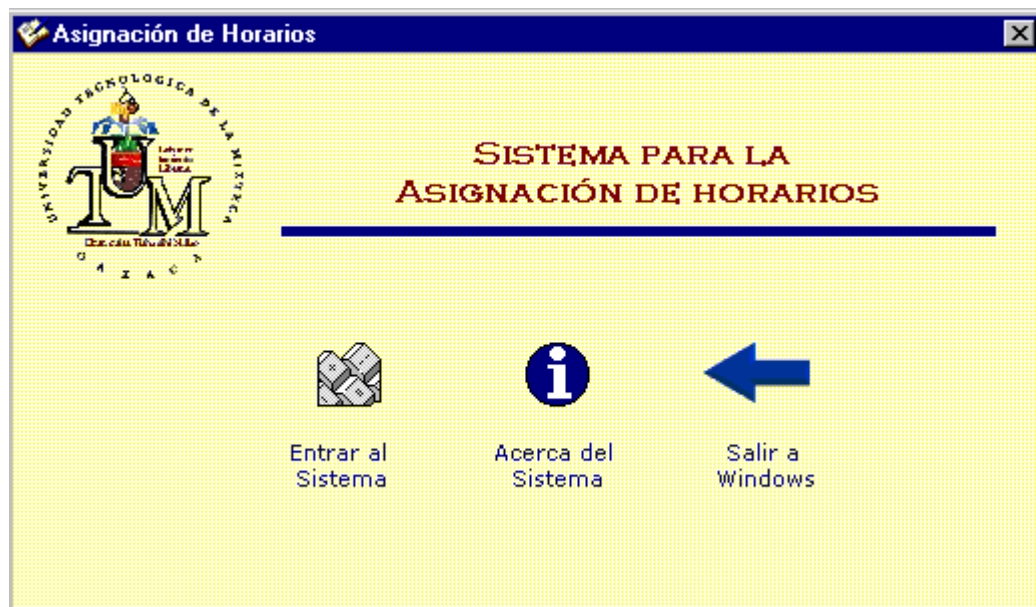 Asignación de Horarios
UNIVERSIDAD TECNOLOGICA DE LA MIXTECA
UTM
OAXACA
SISTEMA PARA LA
ASIGNACIÓN DE HORARIOS
Entrar al
Sistema
Acerca del
Sistema
Salir a
Windows